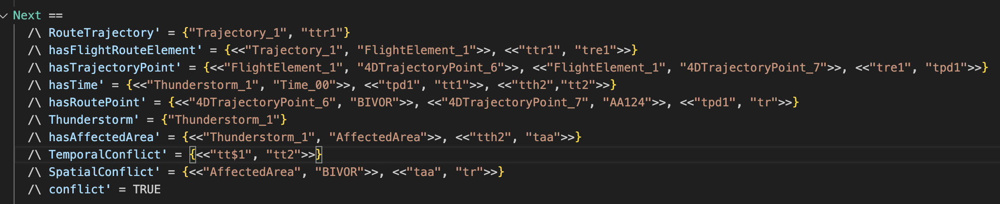 Next ==
/\ RouteTrajectory' = {"Trajectory_1", "ttr1"}
/\ hasFlightRouteElement' = {<<"Trajectory_1", "FlightElement_1">>, <<"ttr1", "tre1">>}
/\ hasTrajectoryPoint' = {<<"FlightElement_1", "4DTrajectoryPoint_6">>, <<"FlightElement_1", "4DTrajectoryPoint_7">>, <<"tre1", "tpd1">>}
/\ hasTime' = {<<"Thunderstorm_1", "Time_00">>, <<"tpd1", "tt1">>, <<"tth2","tt2">>}
/\ hasRoutePoint' = {<<"4DTrajectoryPoint_6", "BIVOR">>, <<"4DTrajectoryPoint_7", "AA124">>, <<"tpd1", "tr">>}
/\ Thunderstorm' = {"Thunderstorm_1"}
/\ hasAffectedArea' = {<<"Thunderstorm_1", "AffectedArea">>, <<"tth2", "taa">>}
/\ TemporalConflict' = {<<"tt$1", "tt2">>}
/\ SpatialConflict' = {<<"AffectedArea", "BIVOR">>, <<"taa", "tr">>}
/\ conflict' = TRUE